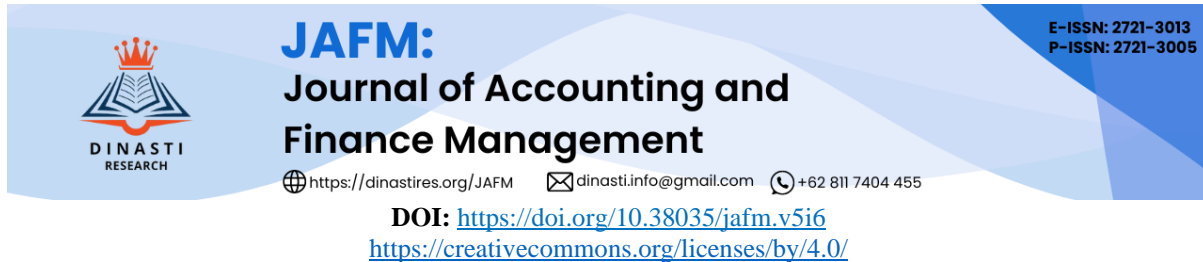 DINASTI
RESEARCH
JAFM:
Journal of Accounting and
Finance Management
https://dinastires.org/JAFM dinasti.info@gmail.com +62 811 7404 455
E-ISSN: 2721-3013
P-ISSN: 2721-3005
DOI: https://doi.org/10.38035/jafm.v5i6
https://creativecommons.org/licenses/by/4.0/